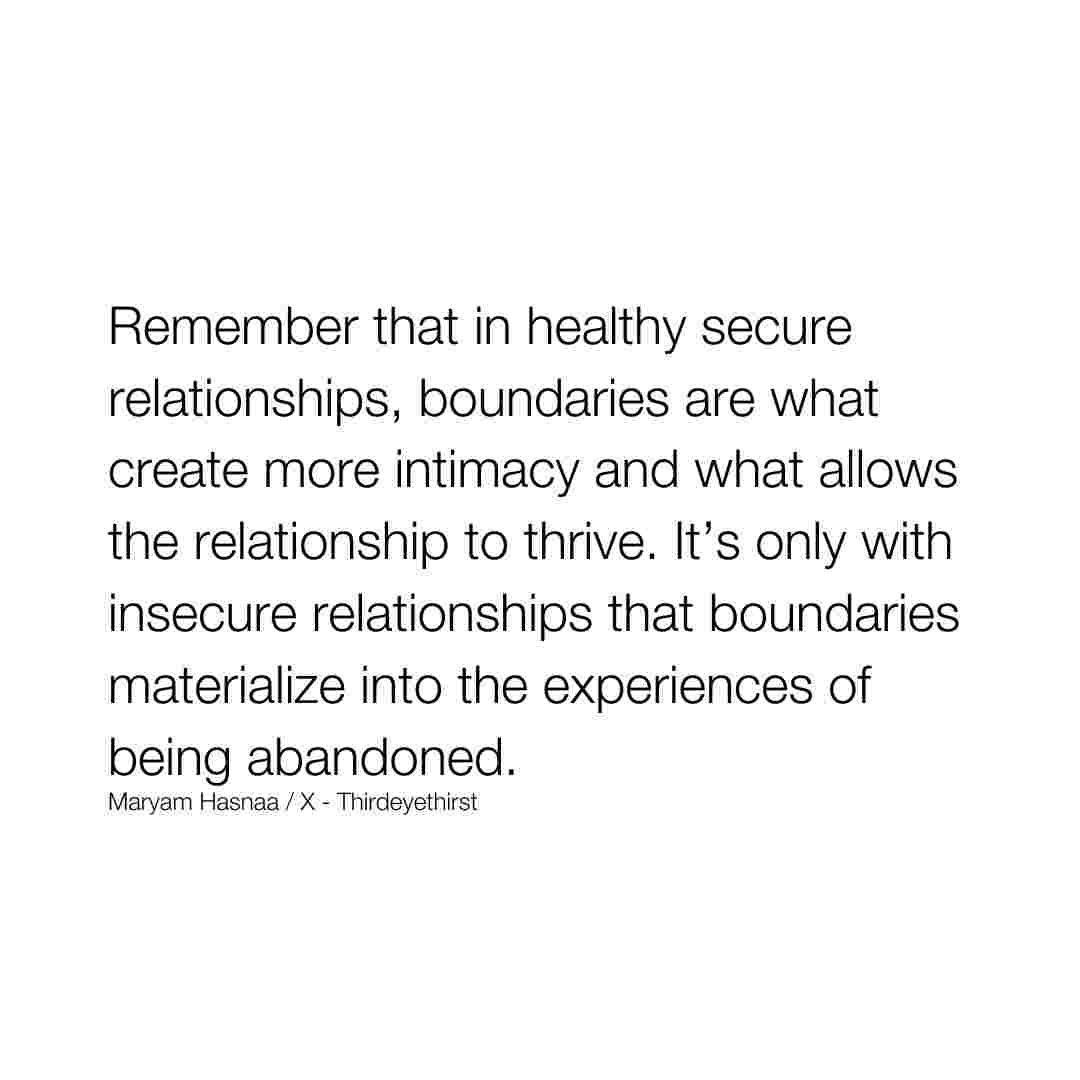 Remember that in healthy secure
relationships, boundaries are what
create more intimacy and what allows
the relationship to thrive. It’s only with
insecure relationships that boundaries
materialize into the experiences of
being abandoned.
Maryam Hasnaa / X - Thirdeyethirst